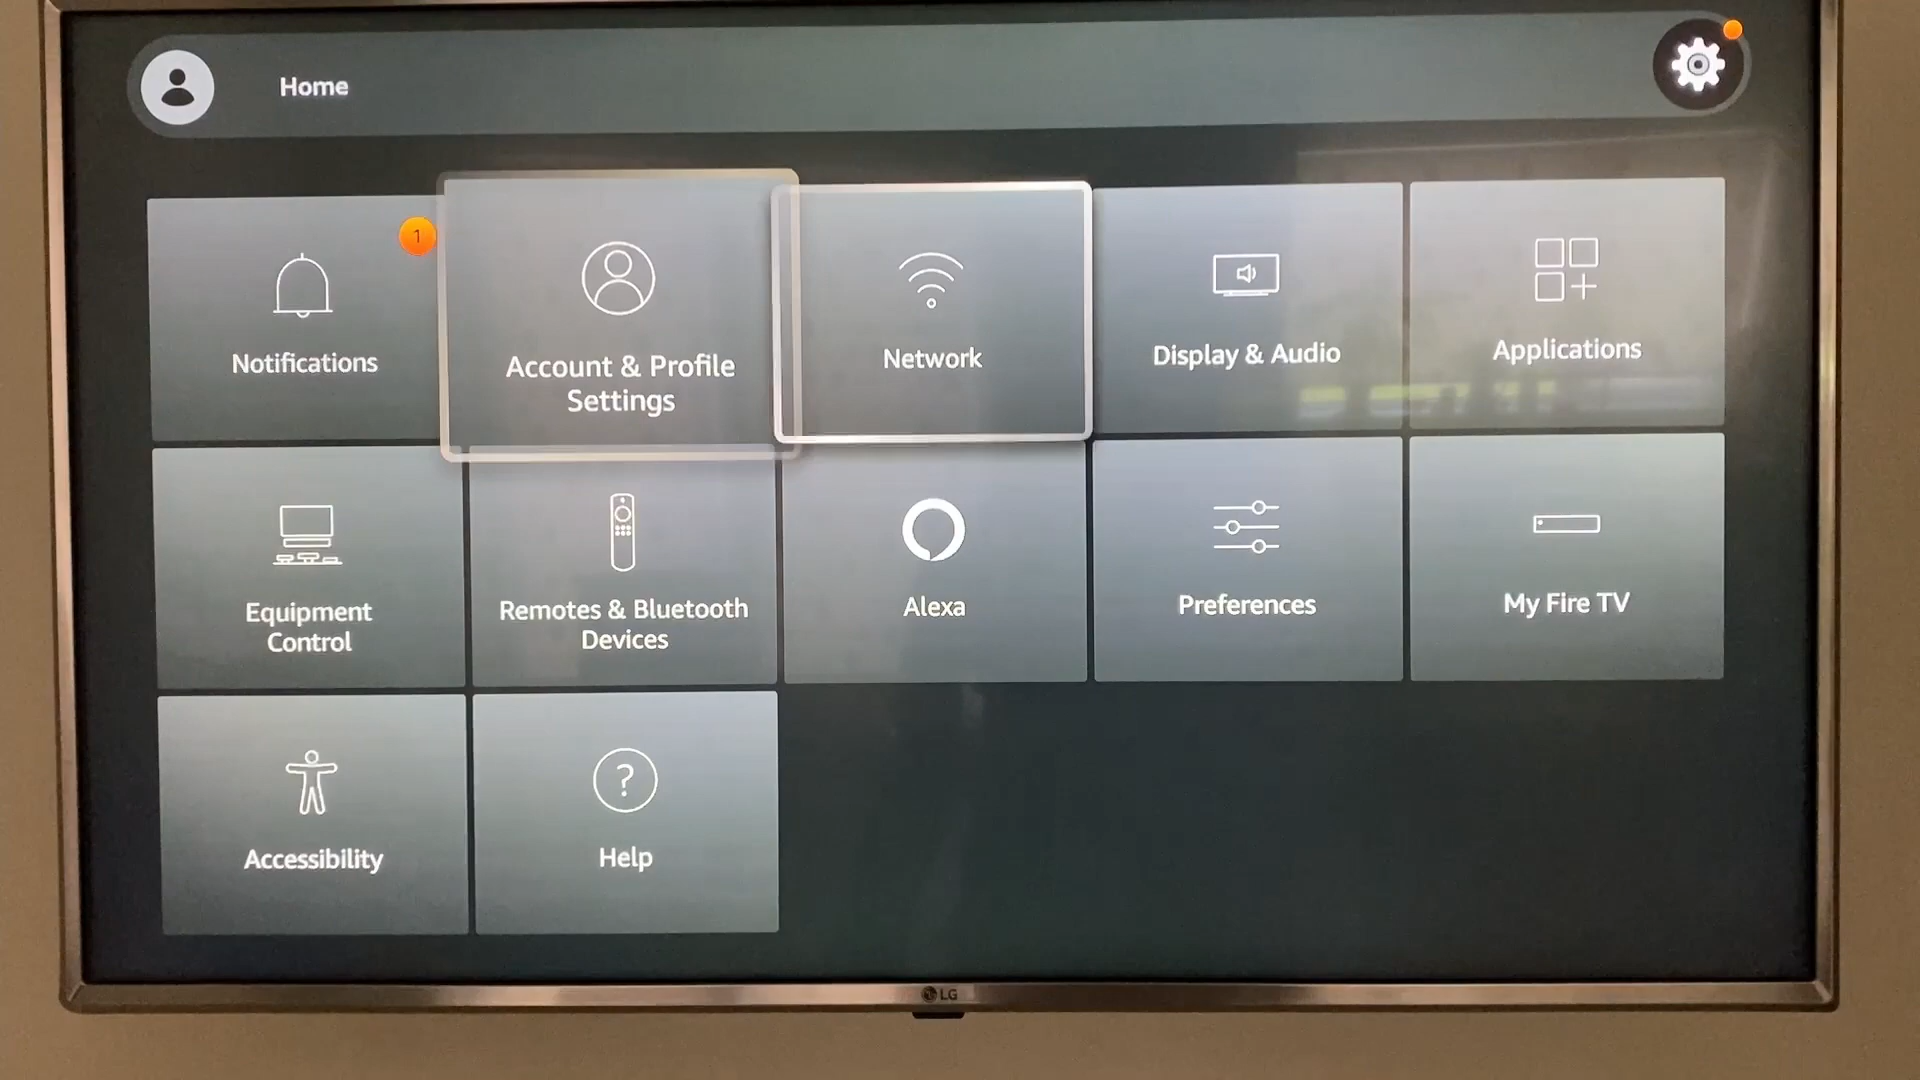 Home
1
Notifications
Account & Profile
Settings
Network
Display & Audio
Applications
Equipment
Control
Remotes & Bluetooth
Devices
Alexa
Preferences
My Fire TV
Accessibility
?
Help
LG